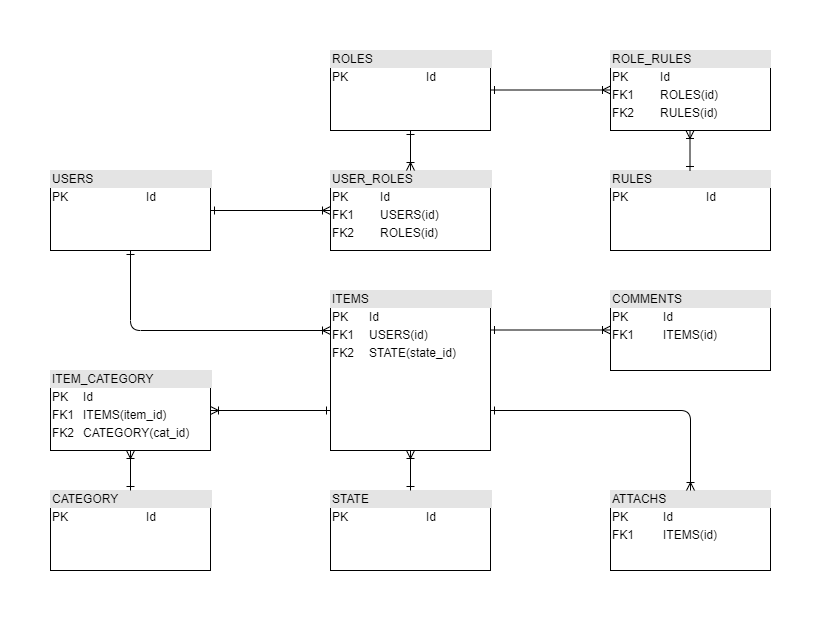 ROLES
PK Id
ROLE_RULES
PK Id
FK1 ROLES(id)
FK2 RULES(id)
USERS
PK Id
USER_ROLES
PK Id
FK1 USERS(id)
FK2 ROLES(id)
RULES
PK Id
ITEMS
PK Id
FK1 USERS(id)
FK2 STATE(state_id)
COMMENTS
PK Id
FK1 ITEMS(id)
ITEM_CATEGORY
PK Id
FK1 ITEMS(item_id)
FK2 CATEGORY(cat_id)
CATEGORY
PK Id
STATE
PK Id
ATTACHS
PK Id
FK1 ITEMS(id)